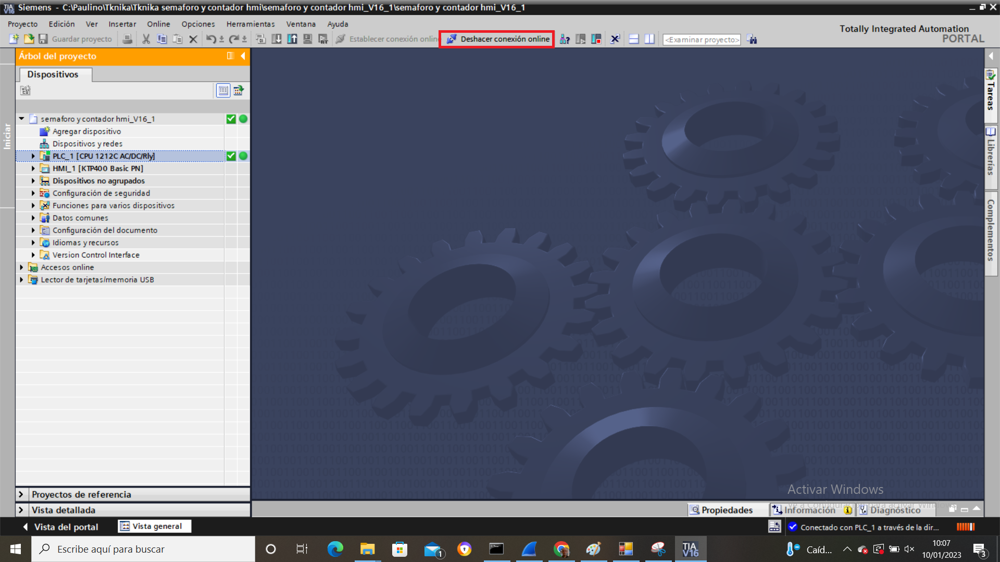 Siemens - C:\Paulino\Tknika\Tknika semaforo y contador hmi\semaforo y contador hmi_V16_1\semaforo y contador hmi_V16_1
Proyecto Edición Ver Insertar Online Opciones Herramientas Ventana Ayuda
Totally Integrated Automation
PORTAL
Guardar proyecto
Establecer conexión online
Deshacer conexión online
<Examinar proyecto>
Árbol del proyecto
Dispositivos
Iniciar
semaforo y contador hmi_V16_1
Agregar dispositivo
Dispositivos y redes
PLC_1 [CPU 1212C AC/DC/Rly]
HMI_1 [KTP400 Basic PN]
Dispositivos no agrupados
Configuración de seguridad
Funciones para varios dispositivos
Datos comunes
Configuración del documento
Idiomas y recursos
Version Control Interface
Accesos online
Lector de tarjetas/memoria USB
Tareas
Librerías
Complementos
Proyectos de referencia
Vista detallada
Activar Windows
Ve a Configuración para activar Windows
Propiedades
Información
Diagnóstico
Vista del portal
Vista general
Conectado con PLC_1 a través de la dir...
Escribe aquí para buscar
1
TIA
V16
Caíd...
10:07
10/01/2023
3